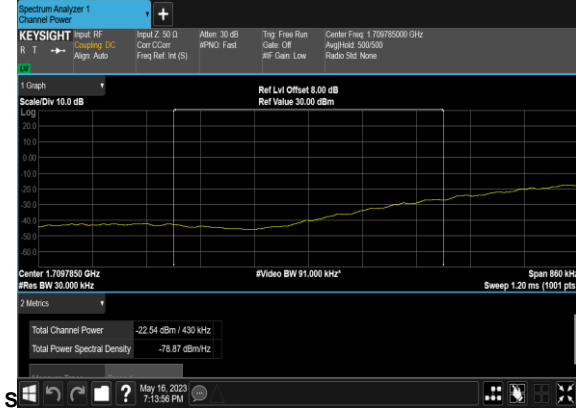 Spectrum Analyzer 1
Channel Power
+
KEYSIGHT Input: RF Input Z: 50 Ω Atten: 30 dB Trig: Free Run Center Freq: 1.709785000 GHz
R T Coupling: DC Corr CCorr #PNO: Fast Gate: Off Avg|Hold: 500/500
Align: Auto Freq Ref: Int (S) #IF Gain: Low Radio Std: None
1 Graph Ref Lvl Offset 8.00 dB
Scale/Div 10.0 dB Ref Value 30.00 dBm
Log
20.0
10.0
0.00
-10.0
-20.0
-30.0
-40.0
-50.0
-60.0
Center 1.7097850 GHz #Video BW 91.000 kHz* Span 860 kHz
#Res BW 30.000 kHz Sweep 1.20 ms (1001 pts
2 Metrics
Total Channel Power -22.54 dBm / 430 kHz
Total Power Spectral Density -78.87 dBm/Hz
S
? May 16, 2023
7:13:56 PM